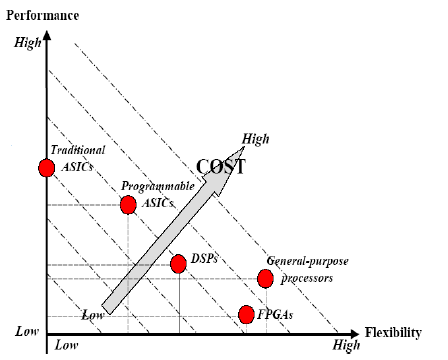 Performance
High
High
Traditional
ASICs
COST
Programmable
ASICs
DSPs
General-purpose
processors
Low
FPGAs
Low
Flexibility
Low
High